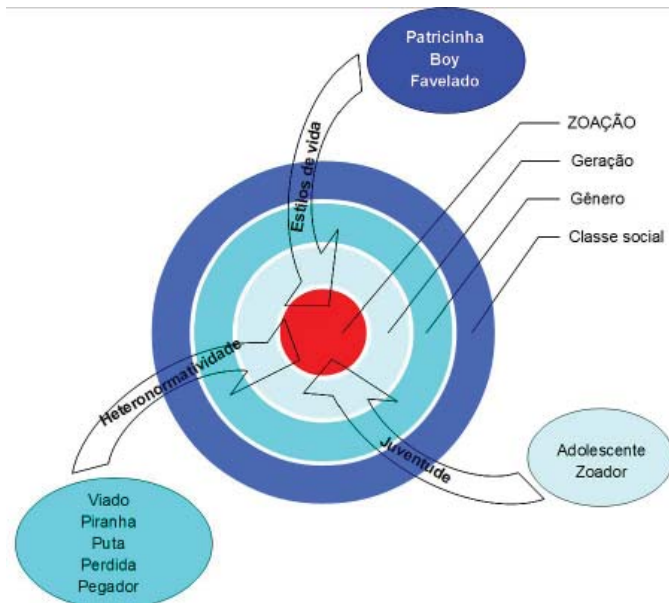 Patricinha
Boy
Favelado
ZOAÇÃO
Geração
Gênero
Classe social
Estilos de vida
Heteronormatividade
Juventude
Adolescente
Zoador
Viado
Piranha
Puta
Perdida
Pegador